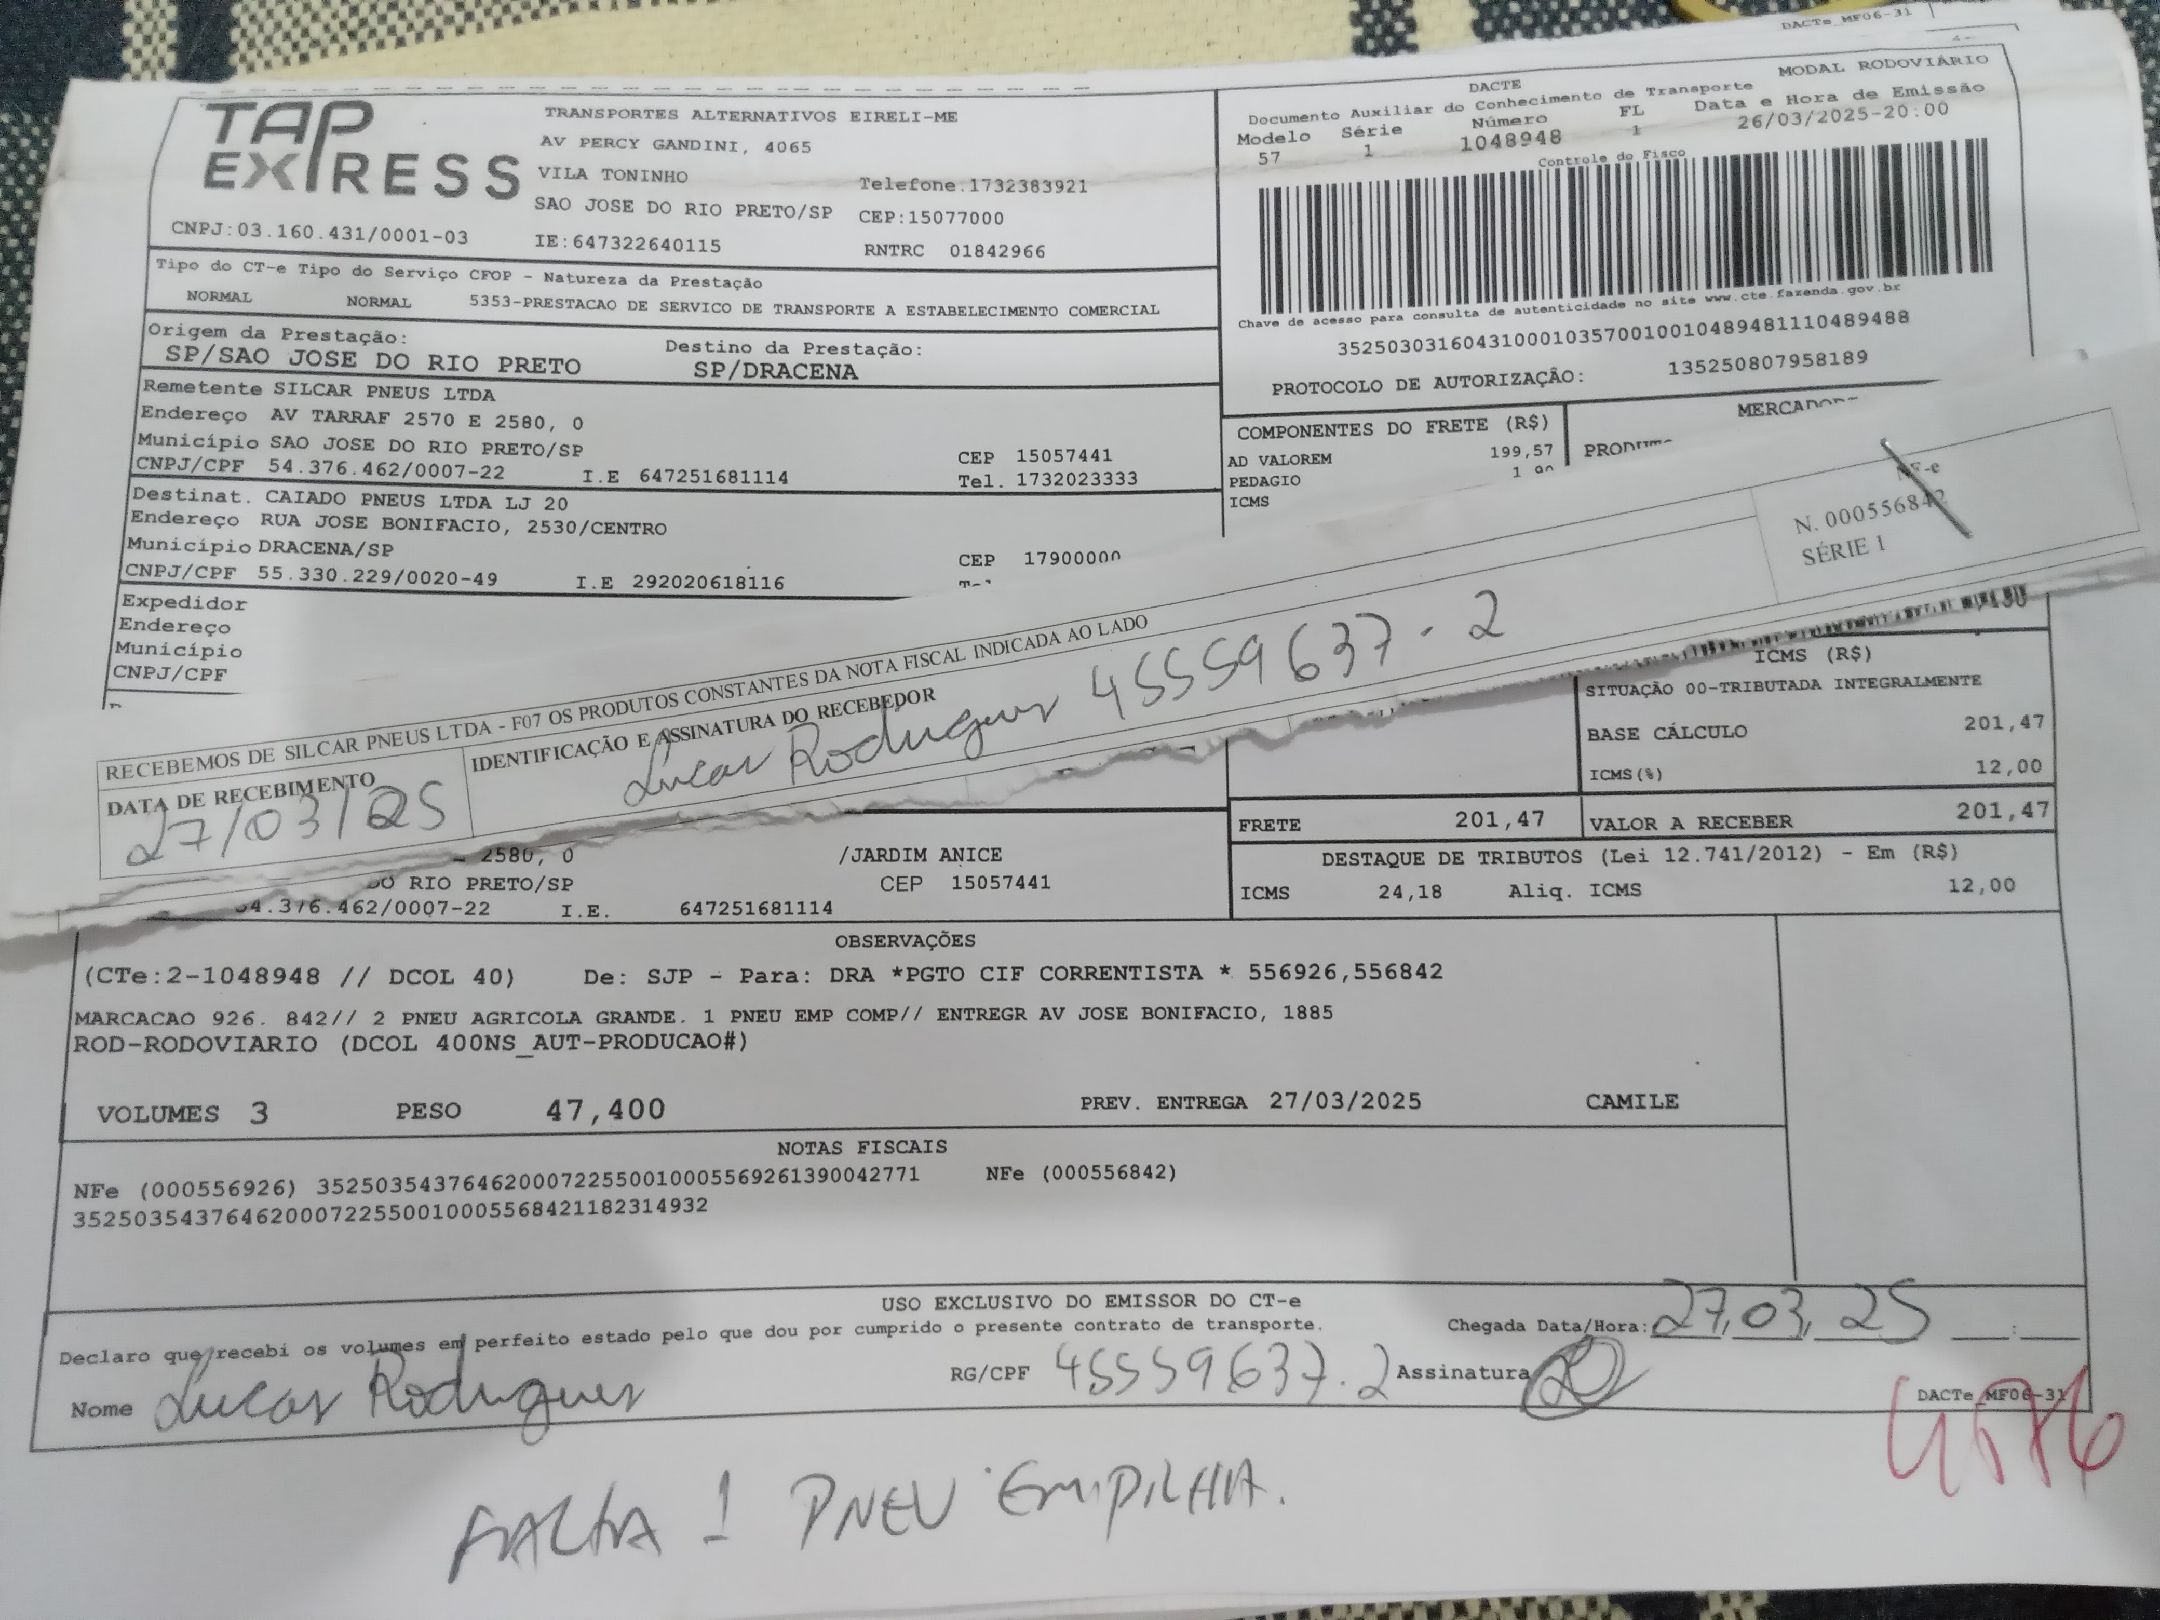 DACTe_MF06-31
TAP EXPRESS
TRANSPORTES ALTERNATIVOS EIRELI-ME
AV PERCY GANDINI, 4065
VILA TONINHO
Telefone.1732383921
SAO JOSE DO RIO PRETO/SP CEP:15077000
CNPJ:03.160.431/0001-03 IE:647322640115 RNTRC 01842966
DACTE
MODAL RODOVIÁRIO
Documento Auxiliar do Conhecimento de Transporte
Modelo Série Número FL Data e Hora de Emissão
57 1 1048948 1 26/03/2025-20:00
Controle do Fisco
Chave de acesso para consulta de autenticidade no site www.cte.fazenda.gov.br
35250303160431000103570010010489481110489488
PROTOCOLO DE AUTORIZAÇÃO: 135250807958189
Tipo do CT-e Tipo do Serviço CFOP - Natureza da Prestação
NORMAL NORMAL 5353-PRESTACAO DE SERVICO DE TRANSPORTE A ESTABELECIMENTO COMERCIAL
Origem da Prestação: Destino da Prestação:
SP/SAO JOSE DO RIO PRETO SP/DRACENA
Remetente SILCAR PNEUS LTDA
Endereço AV TARRAF 2570 E 2580, 0
Município SAO JOSE DO RIO PRETO/SP CEP 15057441
CNPJ/CPF 54.376.462/0007-22 I.E 647251681114 Tel. 1732023333
Destinat. CAIADO PNEUS LTDA LJ 20
Endereço RUA JOSE BONIFACIO, 2530/CENTRO
Município DRACENA/SP CEP 17900000
CNPJ/CPF 55.330.229/0020-49 I.E 292020618116
Expedidor
Endereço
Município
CNPJ/CPF
COMPONENTES DO FRETE (R$)
AD VALOREM 199,57
PEDAGIO
ICMS
NF-e
N. 000556842
SÉRIE 1
RECEBEMOS DE SILCAR PNEUS LTDA - F07 OS PRODUTOS CONSTANTES DA NOTA FISCAL INDICADA AO LADO
DATA DE RECEBIMENTO IDENTIFICAÇÃO E ASSINATURA DO RECEBEDOR
27/03/25 Lucas Rodrigues 45559637-2
ICMS (R$)
SITUAÇÃO 00-TRIBUTADA INTEGRALMENTE
BASE CÁLCULO 201,47
ICMS(%) 12,00
FRETE 201,47 VALOR A RECEBER 201,47
DESTAQUE DE TRIBUTOS (Lei 12.741/2012) - Em (R$)
ICMS 24,18 Aliq. ICMS 12,00
2580, 0 /JARDIM ANICE
DO RIO PRETO/SP CEP 15057441
54.376.462/0007-22 I.E. 647251681114
OBSERVAÇÕES
(CTe:2-1048948 // DCOL 40) De: SJP - Para: DRA *PGTO CIF CORRENTISTA * 556926,556842
MARCACAO 926. 842// 2 PNEU AGRICOLA GRANDE. 1 PNEU EMP COMP// ENTREGR AV JOSE BONIFACIO, 1885
ROD-RODOVIARIO (DCOL 400NS_AUT-PRODUCAO#)
VOLUMES 3 PESO 47,400 PREV. ENTREGA 27/03/2025 CAMILE
NOTAS FISCAIS
NFe (000556926) 35250354376462000722550010005569261390042771 NFe (000556842)
35250354376462000722550010005568421182314932
USO EXCLUSIVO DO EMISSOR DO CT-e
Declaro que recebi os volumes em perfeito estado pelo que dou por cumprido o presente contrato de transporte. Chegada Data/Hora: 27,03,25
Nome Lucas Rodrigues RG/CPF 45559637.2 Assinatura
DACTe_MF06-31
FALTA 1 PNEU EMPILHA.